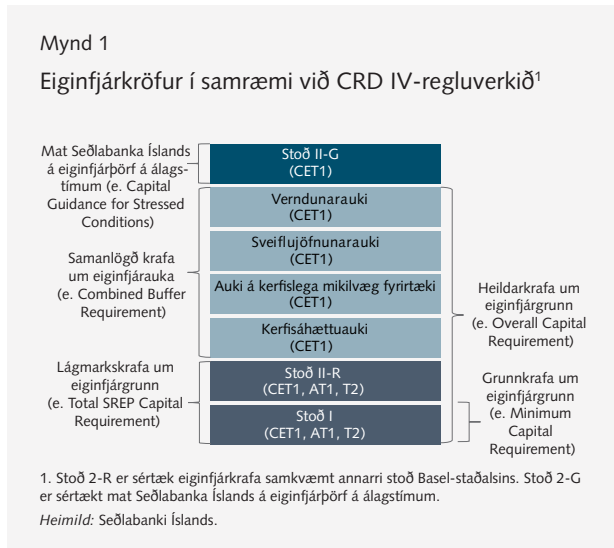 Mynd 1
Eiginfjárkröfur í samræmi við CRD IV-regluverkið¹
Mat Seðlabanka Íslands
á eiginfjárþörf á álags-
tímum (e. Capital
Guidance for Stressed
Conditions)
Samanlögð krafa
um eiginfjárauka
(e. Combined Buffer
Requirement)
Lágmarkskrafa um
eiginfjárgrunn
(e. Total SREP Capital
Requirement)
Stoð II-G
(CET1)
Verndunarauki
(CET1)
Sveiflujöfnunarauki
(CET1)
Auki á kerfislega mikilvæg fyrirtæki
(CET1)
Kerfisáhættuauki
(CET1)
Stoð II-R
(CET1, AT1, T2)
Stoð I
(CET1, AT1, T2)
Heildarkrafa um
eiginfjárgrunn
(e. Overall Capital
Requirement)
Grunnkrafa um
eiginfjárgrunn
(e. Minimum
Capital
Requirement)
1. Stoð 2-R er sértæk eiginfjárkrafa samkvæmt annarri stoð Basel-staðalsins. Stoð 2-G
er sértækt mat Seðlabanka Íslands á eiginfjárþörf á álagstímum.
Heimild: Seðlabanki Íslands.